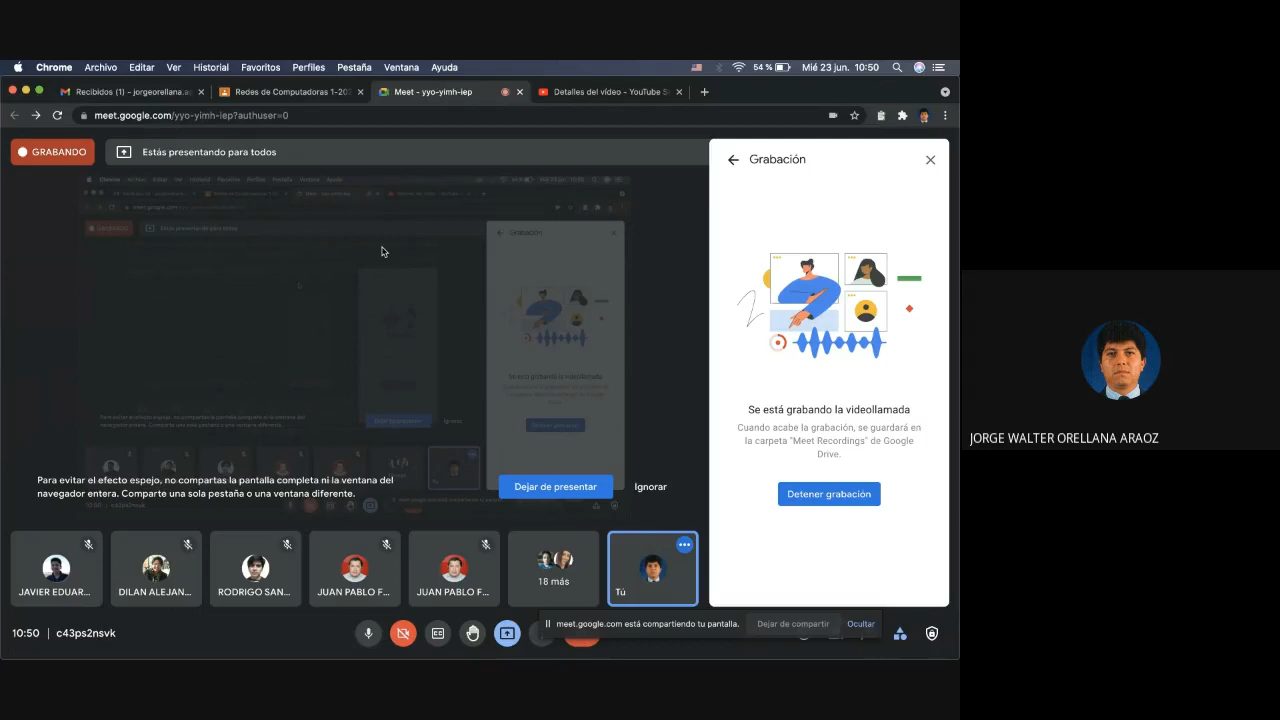 Chrome Archivo Editar Ver Historial Favoritos Perfiles Pestaña Ventana Ayuda 54 % Mié 23 jun. 10:50
Recibidos (1) - jorgeorellana.a
Redes de Computadoras 1-202
Meet - yyo-yimh-iep
Detalles del vídeo - YouTube S
meet.google.com/yyo-yimh-iep?authuser=0
GRABANDO
Estás presentando para todos
Grabación
Se está grabando la videollamada
Cuando acabe la grabación, se guardará en
la carpeta "Meet Recordings" de Google
Drive.
Detener grabación
Para evitar el efecto espejo, no compartas la pantalla completa ni la ventana del
navegador entera. Comparte una sola pestaña o una ventana diferente.
Dejar de presentar
Ignorar
JAVIER EDUAR...
DILAN ALEJAN...
RODRIGO SAN...
JUAN PABLO F...
JUAN PABLO F...
18 más
Tú
meet.google.com está compartiendo tu pantalla.
Dejar de compartir
Ocultar
10:50 | c43ps2nsvk
JORGE WALTER ORELLANA ARAOZ